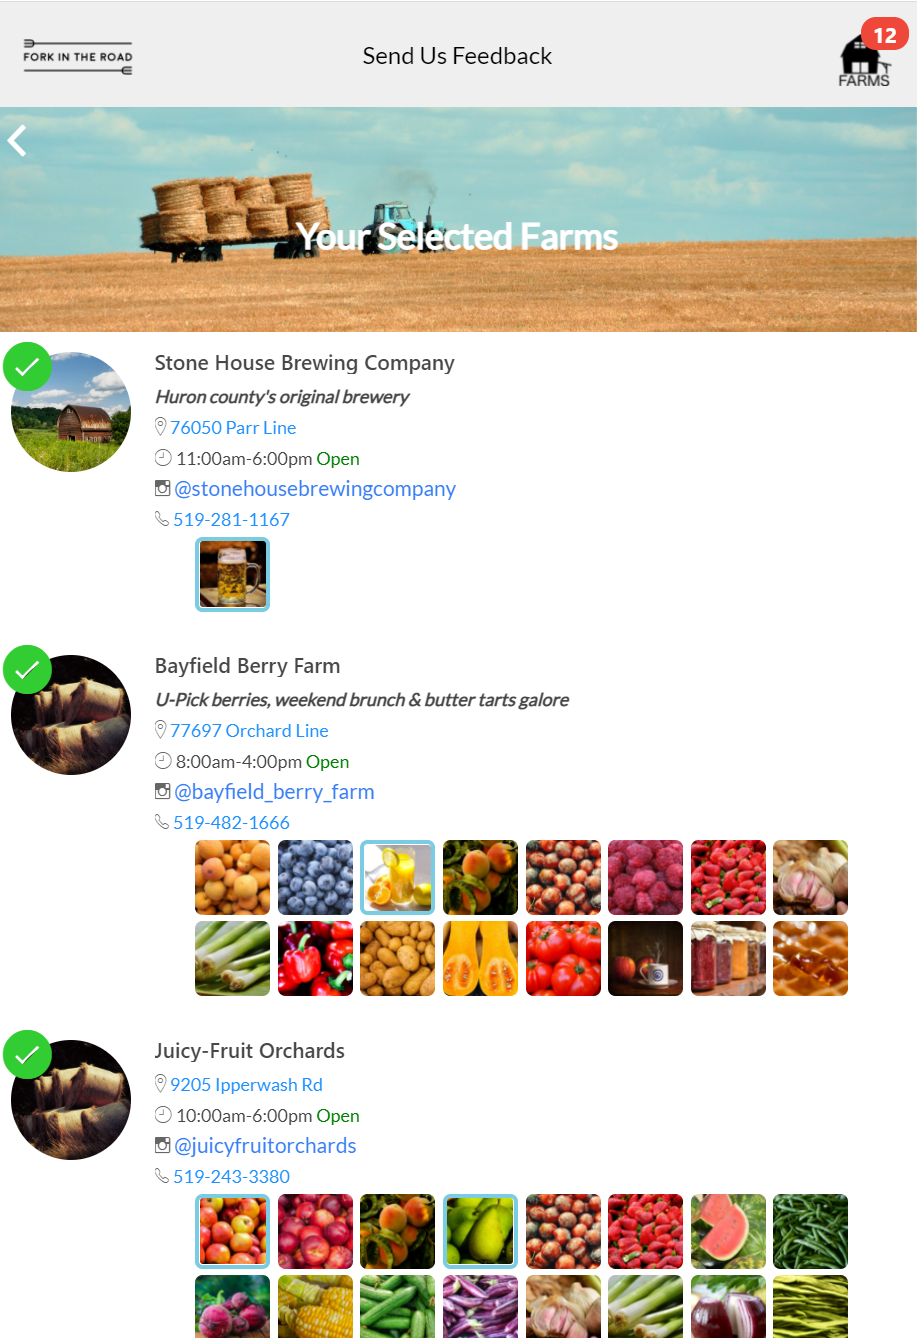 FORK IN THE ROAD
Send Us Feedback
12
FARMS
Your Selected Farms
Stone House Brewing Company
Huron county's original brewery
76050 Parr Line
11:00am-6:00pm Open
@stonehousebrewingcompany
519-281-1167
Bayfield Berry Farm
U-Pick berries, weekend brunch & butter tarts galore
77697 Orchard Line
8:00am-4:00pm Open
@bayfield_berry_farm
519-482-1666
Juicy-Fruit Orchards
9205 Ipperwash Rd
10:00am-6:00pm Open
@juicyfruitorchards
519-243-3380